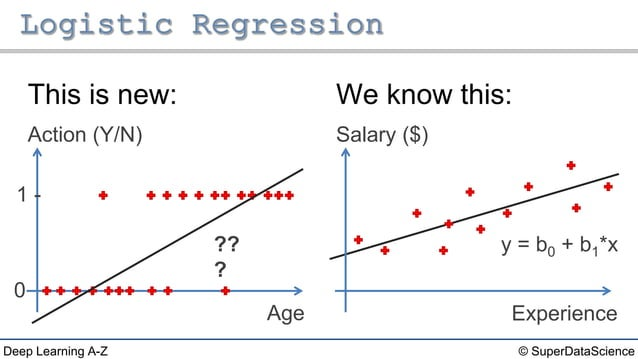 Logistic Regression
This is new:
We know this:
Action (Y/N)
Salary ($)
1
??
?
y = b₀ + b₁*x
0
Age
Experience
Deep Learning A-Z
© SuperDataScience